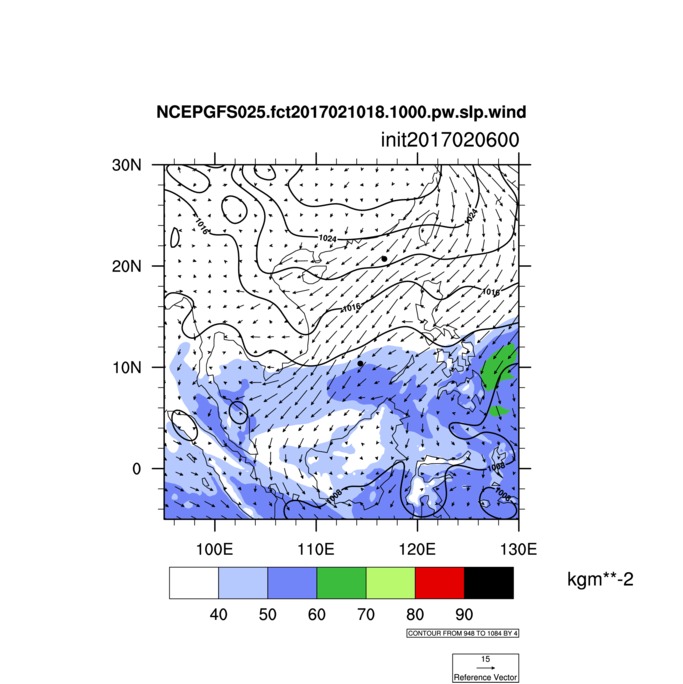 NCEPGFS025.fct2017021018.1000.pw.slp.wind
init2017020600
30N
20N
10N
0
1016
1024
1024
1016
1016
1008
1008
1008
100E 110E 120E 130E
kgm**-2
40 50 60 70 80 90
CONTOUR FROM 948 TO 1084 BY 4
15
Reference Vector